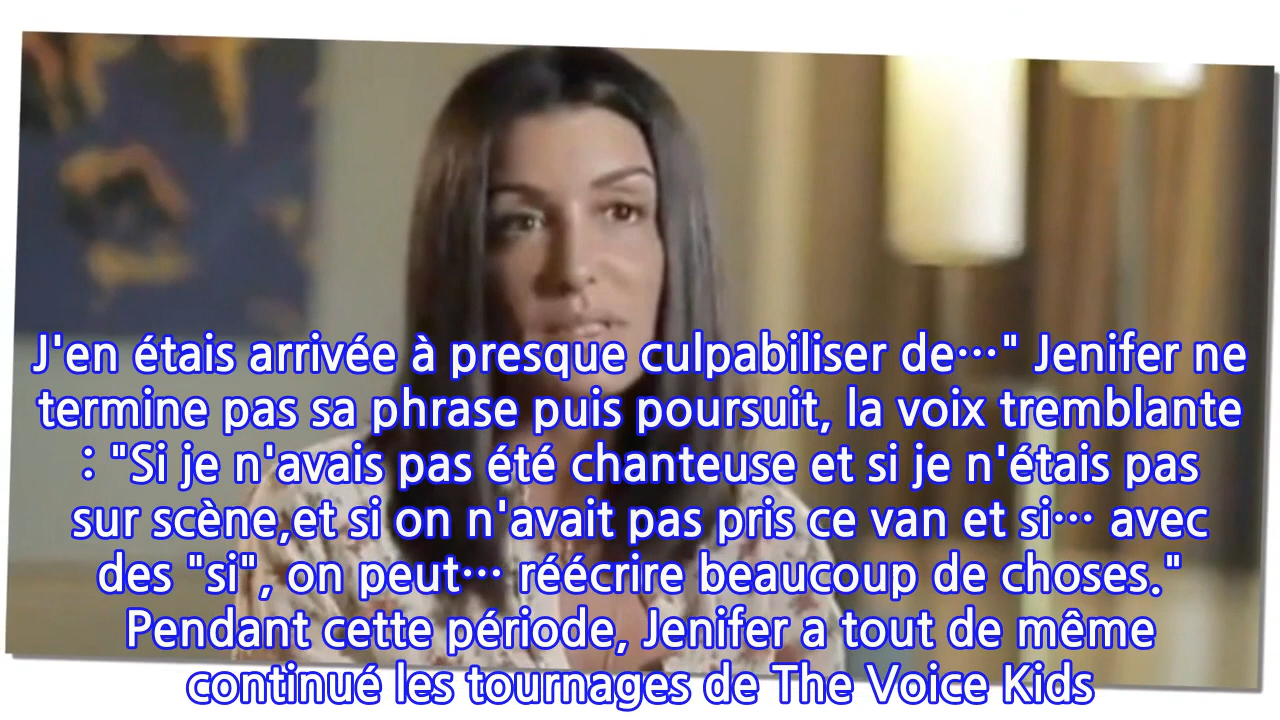 J'en étais arrivée à presque culpabiliser de…" Jenifer ne
termine pas sa phrase puis poursuit, la voix tremblante
: "Si je n'avais pas été chanteuse et si je n'étais pas
sur scène,et si on n'avait pas pris ce van et si… avec
des "si", on peut… réécrire beaucoup de choses."
Pendant cette période, Jenifer a tout de même
continué les tournages de The Voice Kids